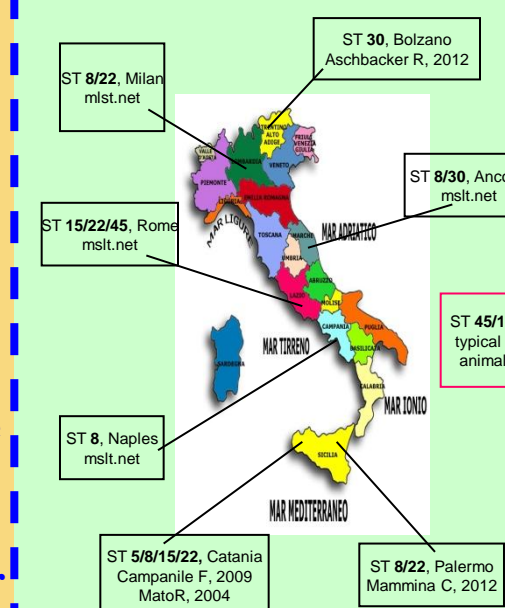 ST 30, Bolzano
Aschbacker R, 2012
ST 8/22, Milan
mlst.net
TRENTINO
ALTO
ADIGE
FRIULI
VENEZIA
GIULIA
VALLE
D'AOSTA
LOMBARDIA
VENETO
PIEMONTE
EMILIA ROMAGNA
LIGURIA
ST 8/30, Anco
mslt.net
ST 15/22/45, Rome
mslt.net
MAR LIGURE
TOSCANA
MARCHE
MAR ADRIATICO
UMBRIA
ABRUZZO
LAZIO
MOLISE
ST 45/1
typical
animal
CAMPANIA
PUGLIA
BASILICATA
MAR TIRRENO
SARDEGNA
CALABRIA
MAR IONIO
ST 8, Naples
mslt.net
SICILIA
MAR MEDITERRANEO
ST 5/8/15/22, Catania
Campanile F, 2009
MatoR, 2004
ST 8/22, Palermo
Mammina C, 2012